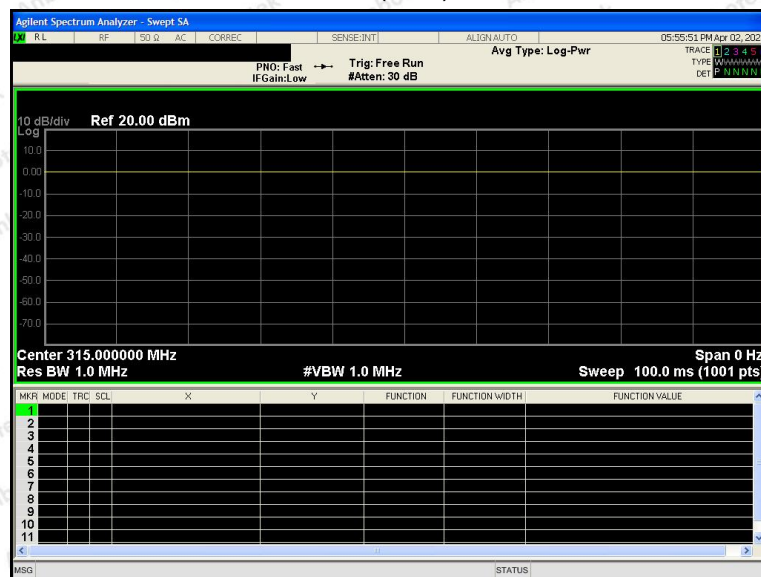 Agilent Spectrum Analyzer - Swept SA
LXI RL RF 50 Ω AC CORREC SENSE:INT ALIGNAUTO 05:55:51 PM Apr 02, 202
Avg Type: Log-Pwr
TRACE 1 2 3 4 5
PNO: Fast Trig: Free Run
TYPE
IFGain:Low #Atten: 30 dB
DET P N N N N
10 dB/div Ref 20.00 dBm
Log
10.0
0.00
-10.0
-20.0
-30.0
-40.0
-50.0
-60.0
-70.0
Center 315.000000 MHz Span 0 Hz
Res BW 1.0 MHz #VBW 1.0 MHz Sweep 100.0 ms (1001 pts)
MKR MODE TRC SCL X Y FUNCTION FUNCTION WIDTH FUNCTION VALUE
1
2
3
4
5
6
7
8
9
10
11
MSG STATUS